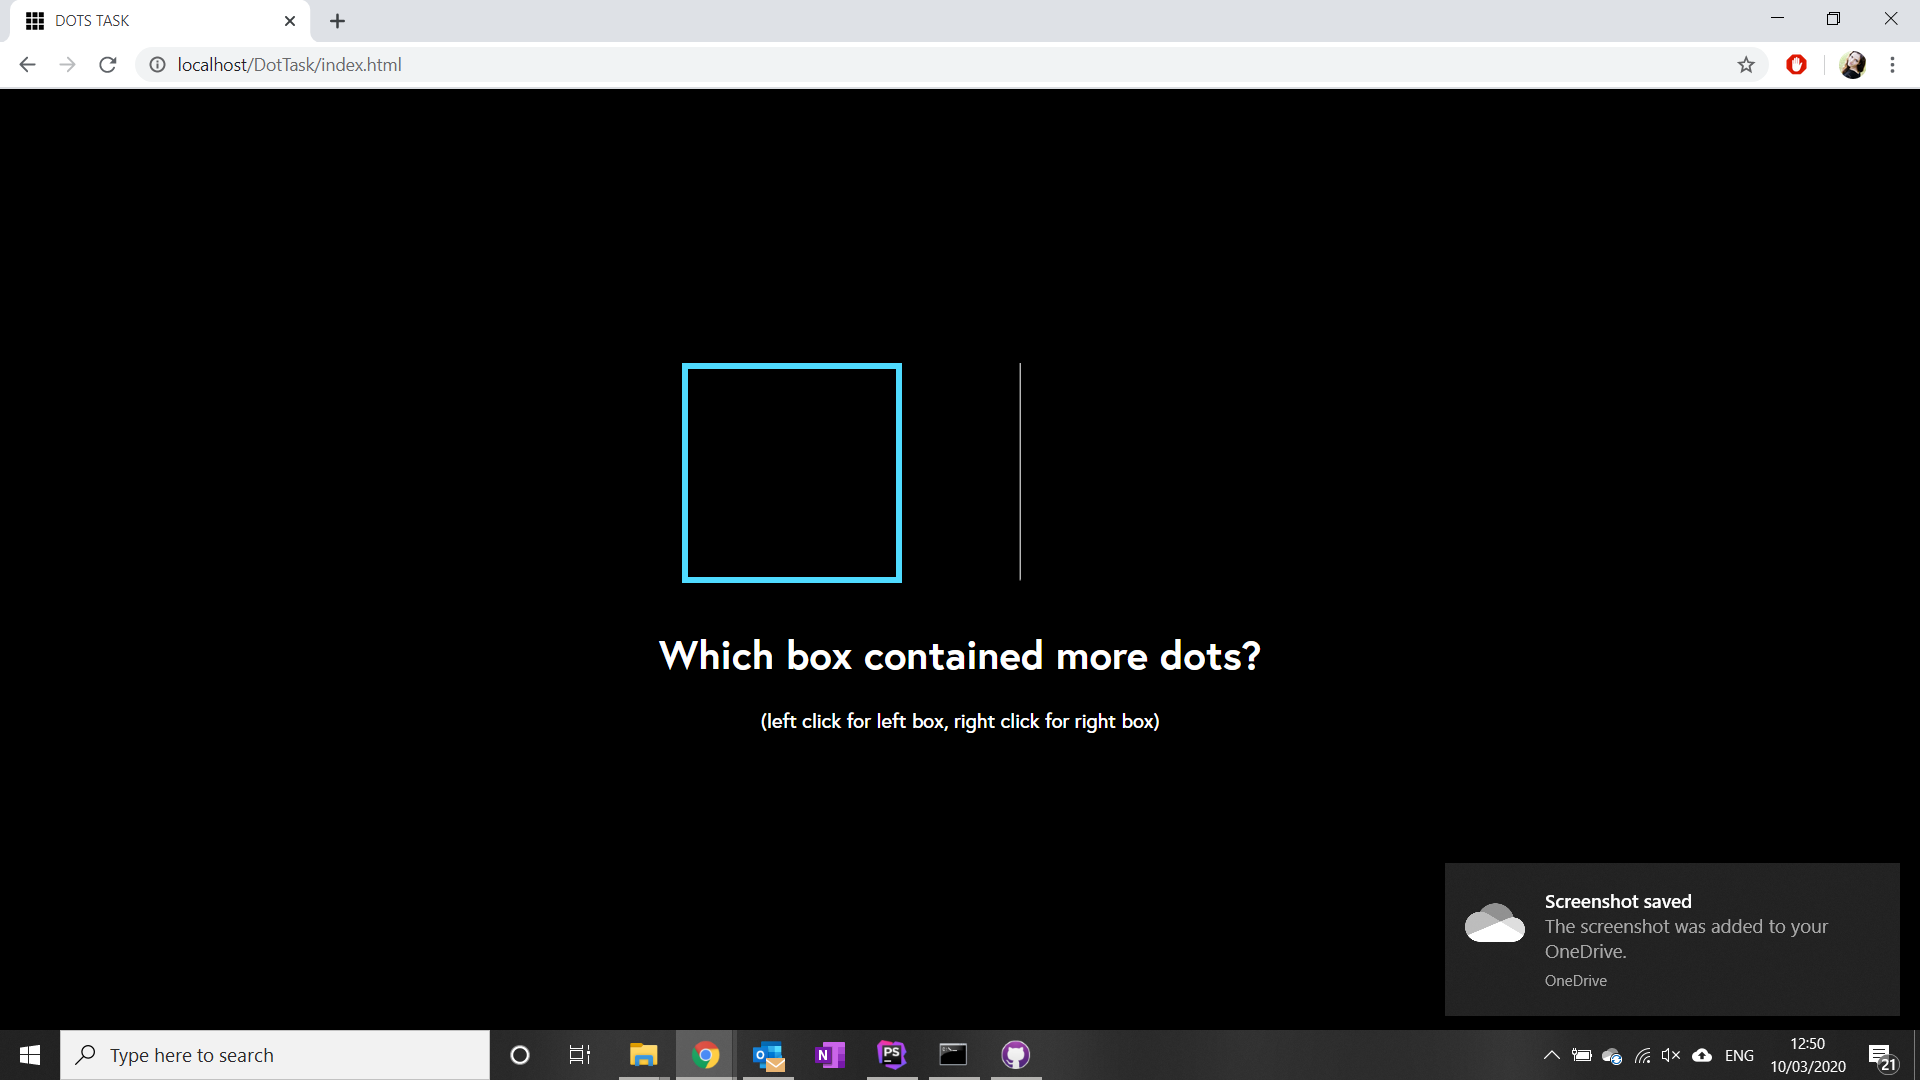 DOTS TASK
localhost/DotTask/index.html
Which box contained more dots?
(left click for left box, right click for right box)
Screenshot saved
The screenshot was added to your
OneDrive.
OneDrive
Type here to search
O
N
PS
ENG
12:50
10/03/2020
21